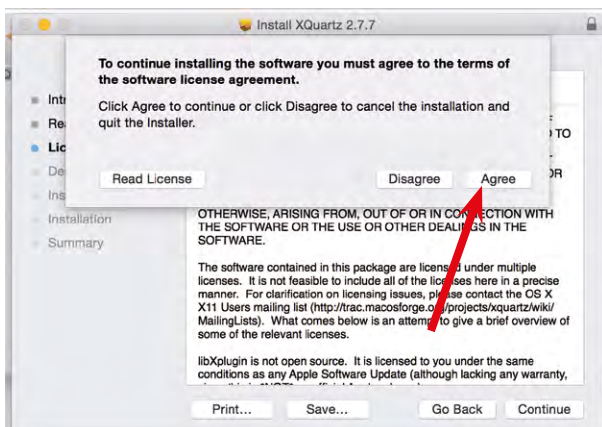 Install XQuartz 2.7.7
To continue installing the software you must agree to the terms of
the software license agreement.
Click Agree to continue or click Disagree to cancel the installation and
quit the Installer.
Read License
Disagree
Agree
Int
Re
Lic
De
Ins
Installation
Summary
TO
OR
OTHERWISE, ARISING FROM, OUT OF OR IN CONNECTION WITH
THE SOFTWARE OR THE USE OR OTHER DEALINGS IN THE
SOFTWARE.
The software contained in this package are licensed under multiple
licenses. It is not feasible to include all of the licenses here in a precise
manner. For clarification on licensing issues, please contact the OS X
X11 Users mailing list (http://trac.macosforge.org/projects/xquartz/wiki/
MailingLists). What comes below is an attempt to give a brief overview of
some of the relevant licenses.
libXplugin is not open source. It is licensed to you under the same
conditions as any Apple Software Update (although lacking any warranty,
Print...
Save...
Go Back
Continue